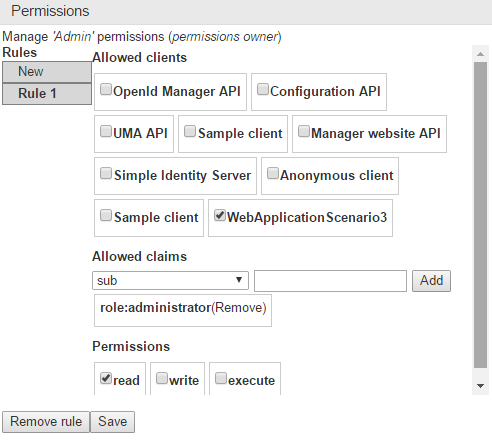 Permissions
Manage 'Admin' permissions (permissions owner)
Rules
New
Rule 1
Allowed clients
OpenId Manager API Configuration API
UMA API Sample client Manager website API
Simple Identity Server Anonymous client
Sample client WebApplicationScenario3
Allowed claims
sub Add
role:administrator(Remove)
Permissions
read write execute
Remove rule Save